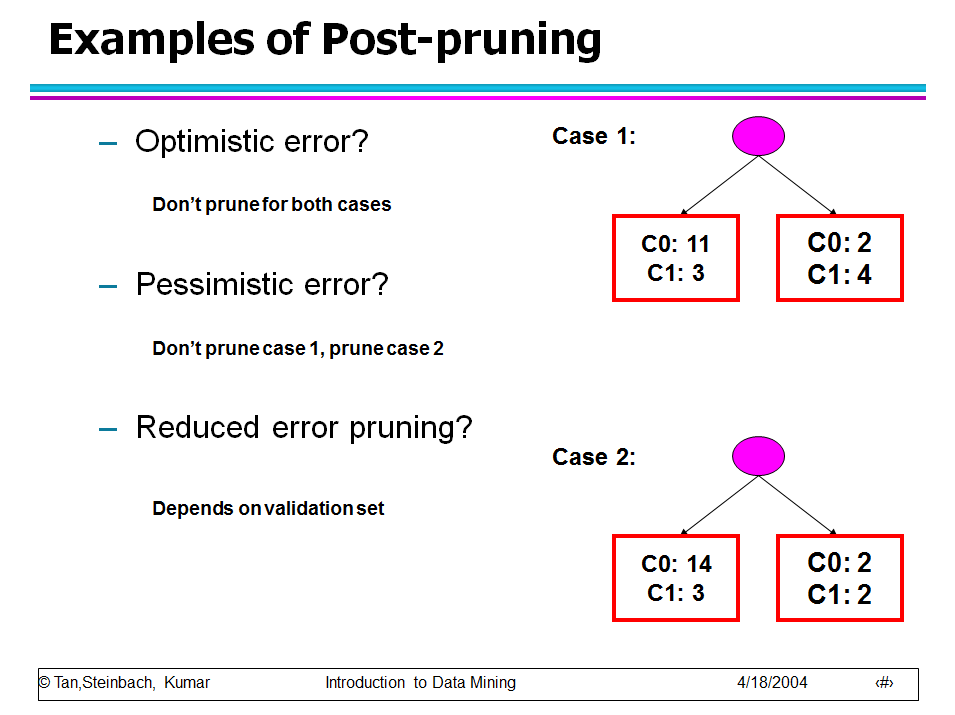 Examples of Post-pruning
– Optimistic error?
Don’t prune for both cases
– Pessimistic error?
Don’t prune case 1, prune case 2
– Reduced error pruning?
Depends on validation set
Case 1:
C0: 11
C1: 3
C0: 2
C1: 4
Case 2:
C0: 14
C1: 3
C0: 2
C1: 2
© Tan,Steinbach, Kumar Introduction to Data Mining 4/18/2004 ‹#›